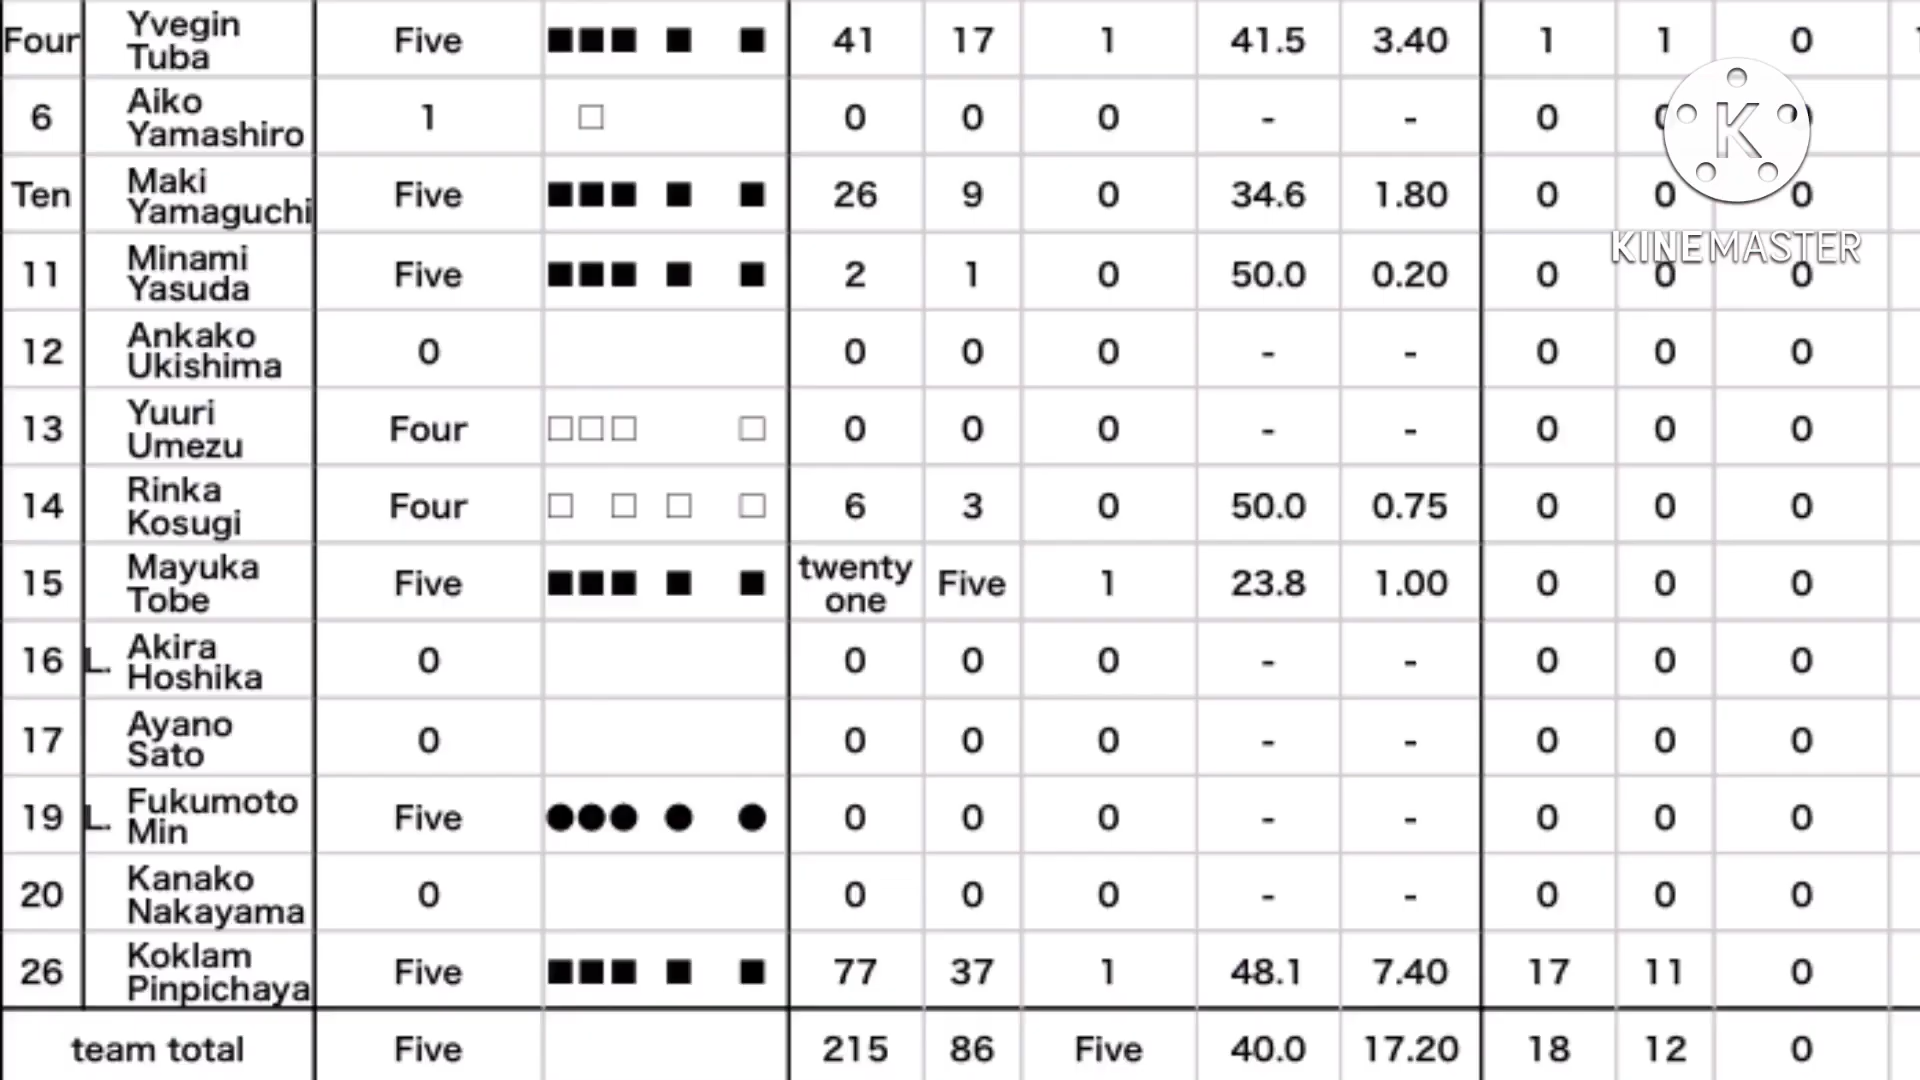 Four Yvegin Tuba Five ■■■ ■ ■ 41 17 1 41.5 3.40 1 1 0
6 Aiko Yamashiro 1 □ 0 0 0 - - 0
Ten Maki Yamaguchi Five ■■■ ■ ■ 26 9 0 34.6 1.80 0 0 0
11 Minami Yasuda Five ■■■ ■ ■ 2 1 0 50.0 0.20 0 0 0
12 Ankako Ukishima 0 0 0 0 - - 0 0 0
13 Yuuri Umezu Four □□□ □ 0 0 0 - - 0 0 0
14 Rinka Kosugi Four □ □ □ □ 6 3 0 50.0 0.75 0 0 0
15 Mayuka Tobe Five ■■■ ■ ■ twenty one Five 1 23.8 1.00 0 0 0
16 L. Akira Hoshika 0 0 0 0 - - 0 0 0
17 Ayano Sato 0 0 0 0 - - 0 0 0
19 L. Fukumoto Min Five ●●● ● ● 0 0 0 - - 0 0 0
20 Kanako Nakayama 0 0 0 0 - - 0 0 0
26 Koklam Pinpichaya Five ■■■ ■ ■ 77 37 1 48.1 7.40 17 11 0
team total Five 215 86 Five 40.0 17.20 18 12 0
K
KINEMASTER